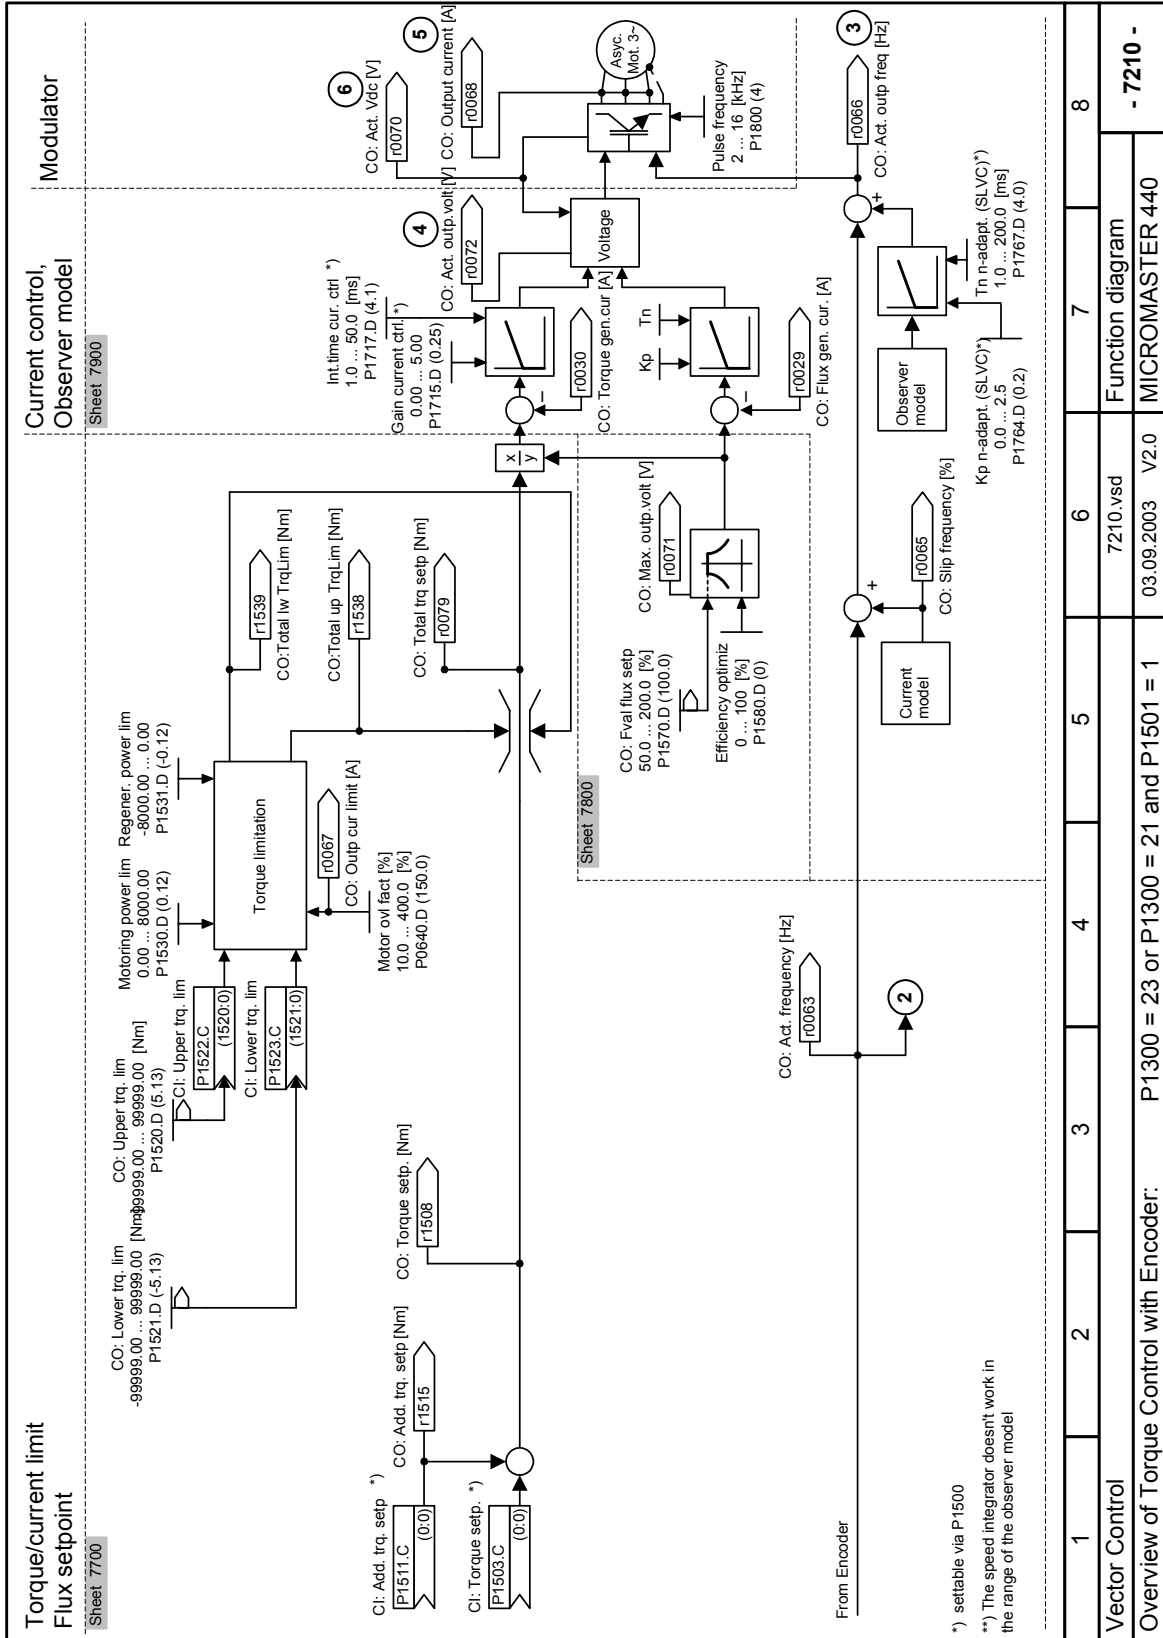 Torque/current limit
Flux setpoint
Sheet 7700
Current control,
Observer model
Sheet 7900
Modulator
CO: Lower trq. lim
-99999.00 ... 99999.00 [Nm]
P1521.D (-5.13)
CO: Upper trq. lim
-99999.00 ... 99999.00 [Nm]
P1520.D (5.13)
CI: Upper trq. lim
P1522.C
(1520:0)
CI: Lower trq. lim
P1523.C
(1521:0)
Motoring power lim
0.00 ... 8000.00
P1530.D (0.12)
Regener. power lim
-8000.00 ... 0.00
P1531.D (-0.12)
Torque limitation
r0067
CO: Outp cur limit [A]
Motor ovl fact [%]
10.0 ... 400.0 [%]
P0640.D (150.0)
r1539
CO:Total lw TrqLim [Nm]
CO:Total up TrqLim [Nm]
r1538
CO: Total trq setp [Nm]
r0079
CI: Add. trq. setp *)
P1511.C
(0:0)
CO: Add. trq. setp [Nm]
r1515
CI: Torque setp. *)
P1503.C
(0:0)
CO: Torque setp. [Nm]
r1508
x
y
Int.time cur. ctrl *)
1.0 ... 50.0 [ms]
P1717.D (4.1)
Gain current ctrl. *)
0.00 ... 5.00
P1715.D (0.25)
–
r0030
CO: Torque gen.cur [A]
4
CO: Act. outp.volt [V]
r0072
Voltage
6
CO: Act. Vdc [V]
r0070
5
CO: Output current [A]
r0068
Asyc.
Mot. 3~
Pulse frequency
2 ... 16 [kHz]
P1800 (4)
Sheet 7800
CO: Fval flux setp
50.0 ... 200.0 [%]
P1570.D (100.0)
Efficiency optimiz
0 ... 100 [%]
P1580.D (0)
CO: Max. outp.volt [V]
r0071
Kp
Tn
–
r0029
CO: Flux gen. cur. [A]
From Encoder
CO: Act. frequency [Hz]
r0063
2
Current
model
+
r0065
CO: Slip frequency [%]
Observer
model
Kp n-adapt. (SLVC)*)
0.0 ... 2.5
P1764.D (0.2)
Tn n-adapt. (SLVC)*)
1.0 ... 200.0 [ms]
P1767.D (4.0)
+
3
r0066
CO: Act. outp freq [Hz]
*) settable via P1500
**) The speed integrator doesn't work in
the range of the observer model
1 2 3 4 5 6 7 8
Vector Control
7210.vsd
Function diagram
- 7210 -
Overview of Torque Control with Encoder: P1300 = 23 or P1300 = 21 and P1501 = 1
03.09.2003 V2.0
MICROMASTER 440